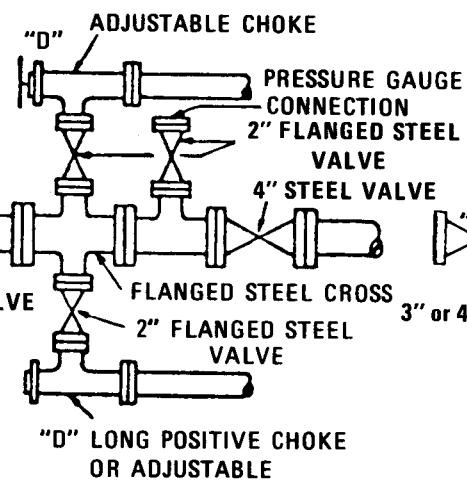 ADJUSTABLE CHOKE
"D"
PRESSURE GAUGE
CONNECTION
2" FLANGED STEEL
VALVE
4" STEEL VALVE
FLANGED STEEL CROSS
3" or 4
2" FLANGED STEEL
VALVE
"D" LONG POSITIVE CHOKE
OR ADJUSTABLE